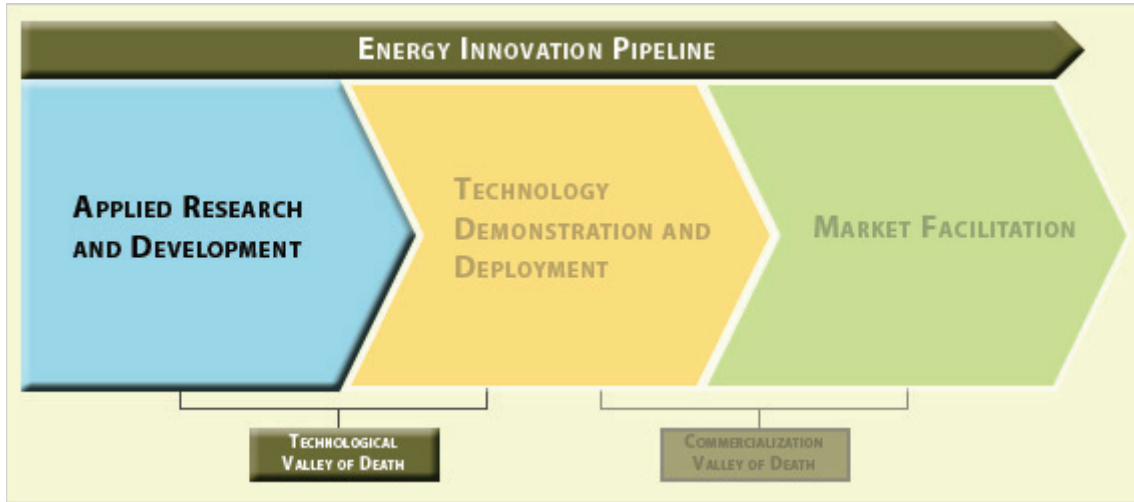 ENERGY INNOVATION PIPELINE
APPLIED RESEARCH
AND DEVELOPMENT
TECHNOLOGY
DEMONSTRATION AND
DEPLOYMENT
MARKET FACILITATION
TECHNOLOGICAL
VALLEY OF DEATH
COMMERCIALIZATION
VALLEY OF DEATH